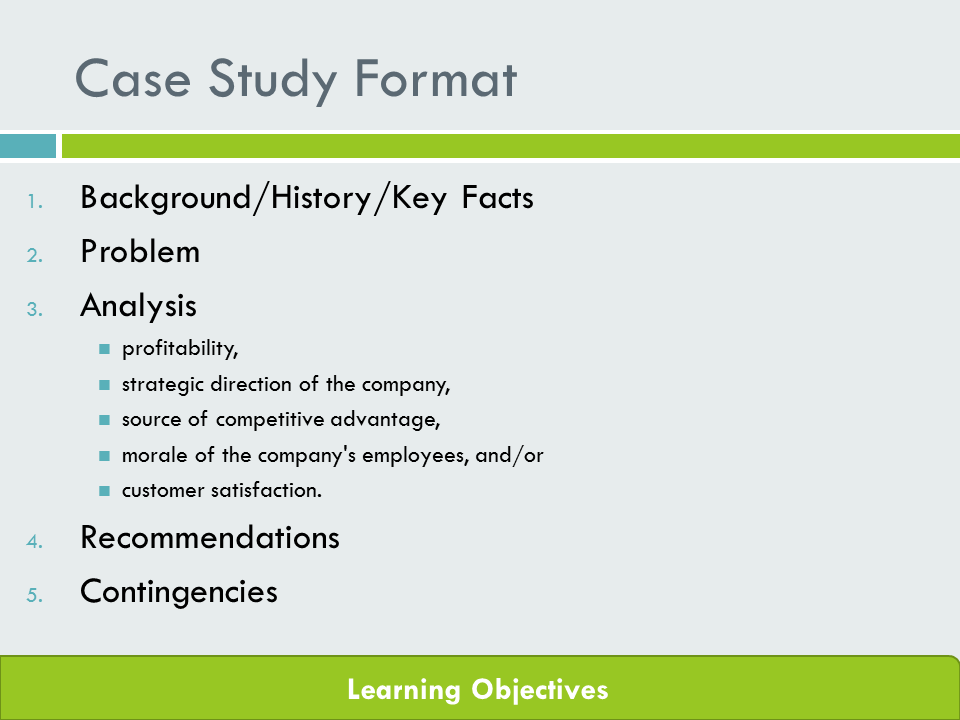 Case Study Format
1. Background/History/Key Facts
2. Problem
3. Analysis
profitability,
strategic direction of the company,
source of competitive advantage,
morale of the company's employees, and/or
customer satisfaction.
4. Recommendations
5. Contingencies
Learning Objectives